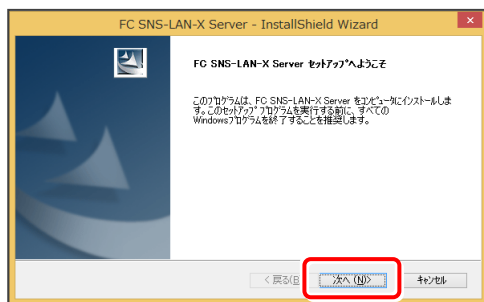 FC SNS-LAN-X Server - InstallShield Wizard
FC SNS-LAN-X Server ｾｯﾄｱｯﾌﾟへようこそ
このﾌﾟﾛｸﾞﾗﾑは、FC SNS-LAN-X Server をｺﾝﾋﾟｭｰﾀにインストールしま
す。このｾｯﾄｱｯﾌﾟ ﾌﾟﾛｸﾞﾗﾑを実行する前に、すべての
Windowsﾌﾟﾛｸﾞﾗﾑを終了することを推奨します。
< 戻る(B
次へ (N)>
ｷｬﾝｾﾙ